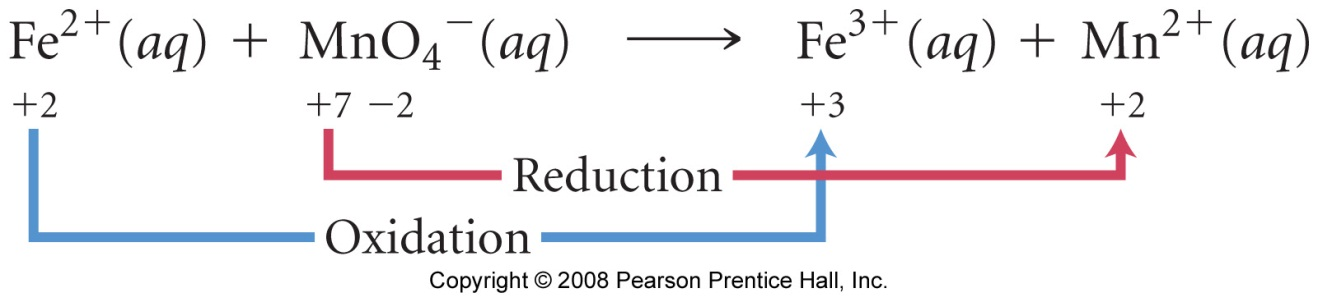 Fe²⁺(aq) + MnO₄⁻(aq) ⟶ Fe³⁺(aq) + Mn²⁺(aq)
+2 +7 −2 +3 +2
Reduction
Oxidation
Copyright © 2008 Pearson Prentice Hall, Inc.